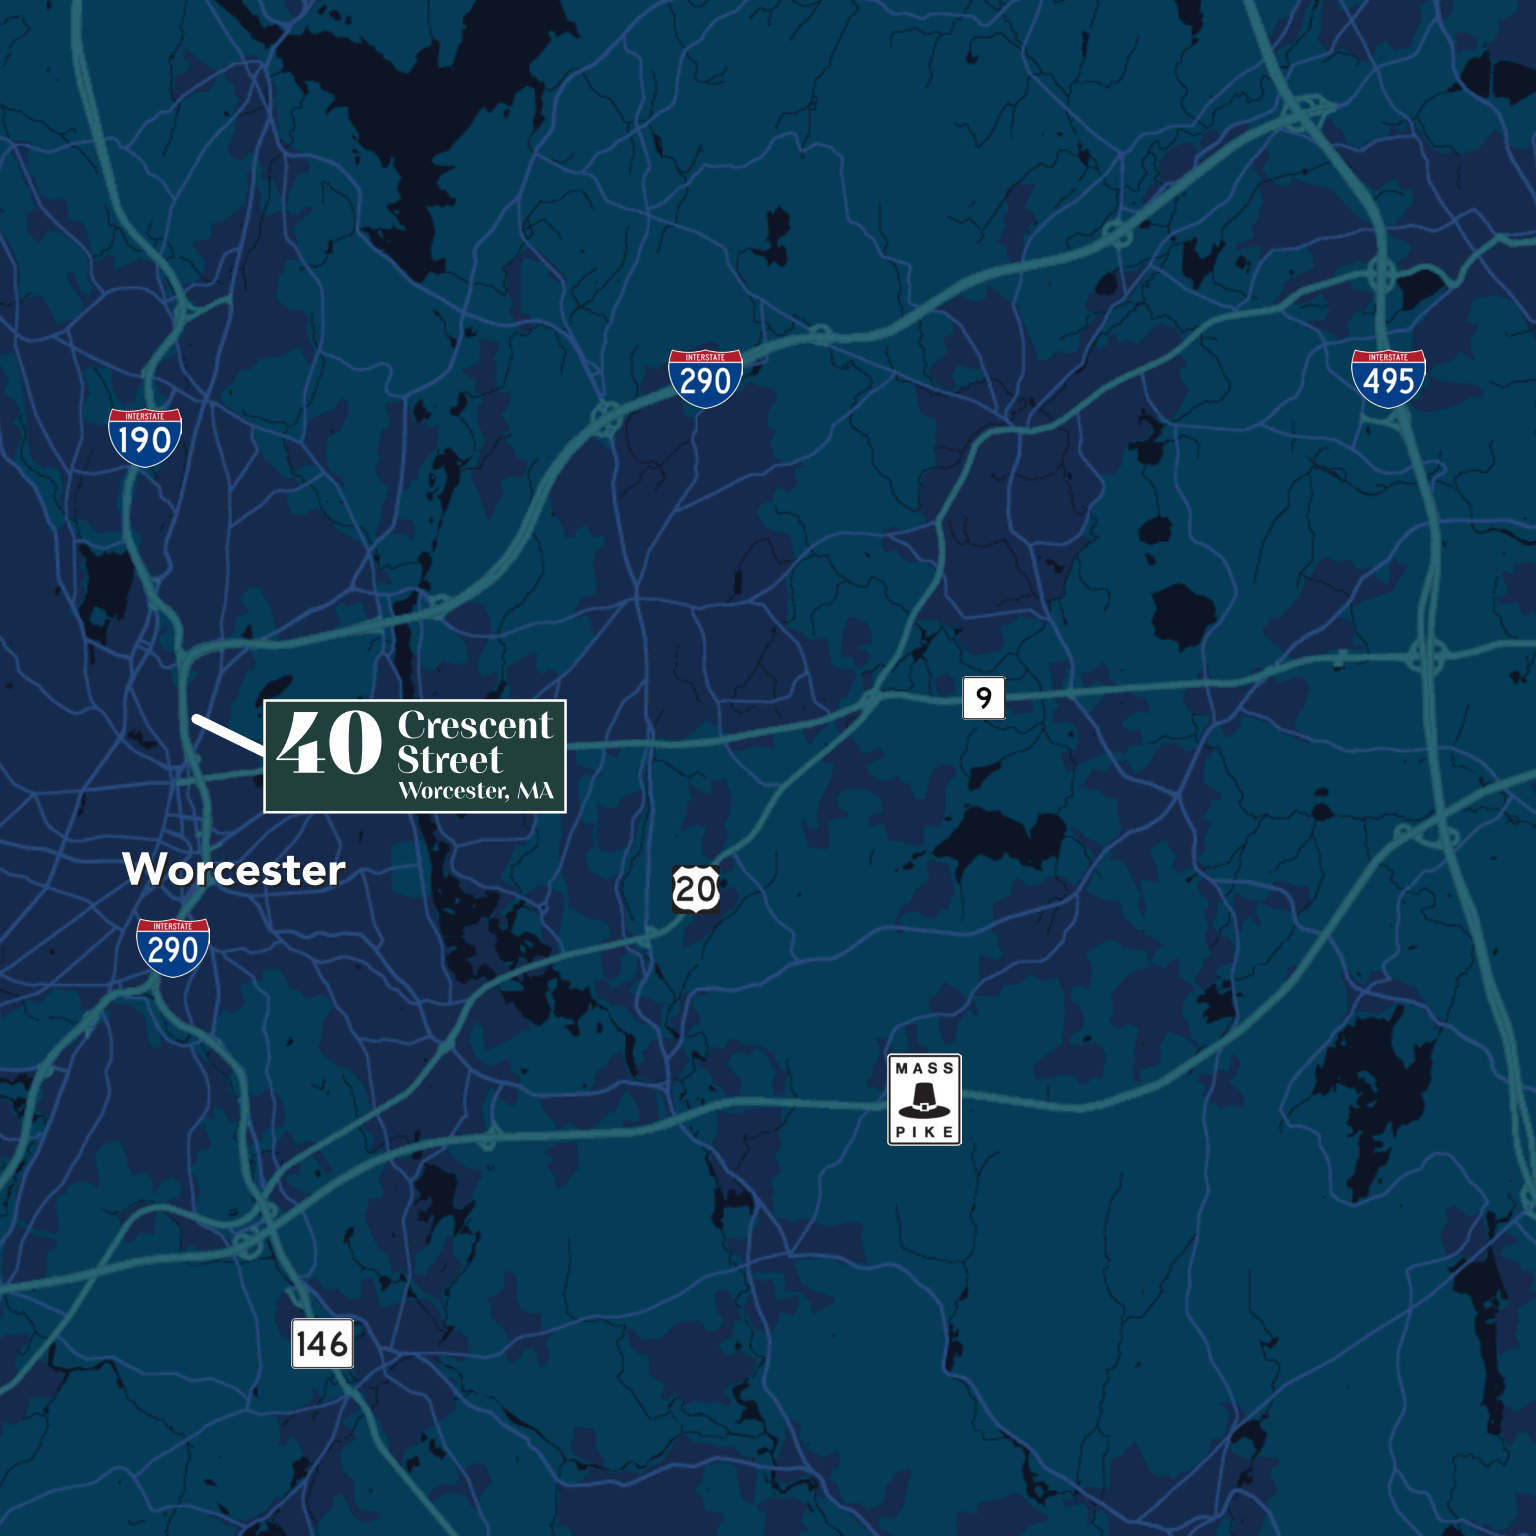 INTERSTATE
290
INTERSTATE
495
INTERSTATE
190
9
40 Crescent
Street
Worcester, MA
Worcester
20
INTERSTATE
290
MASS
PIKE
146